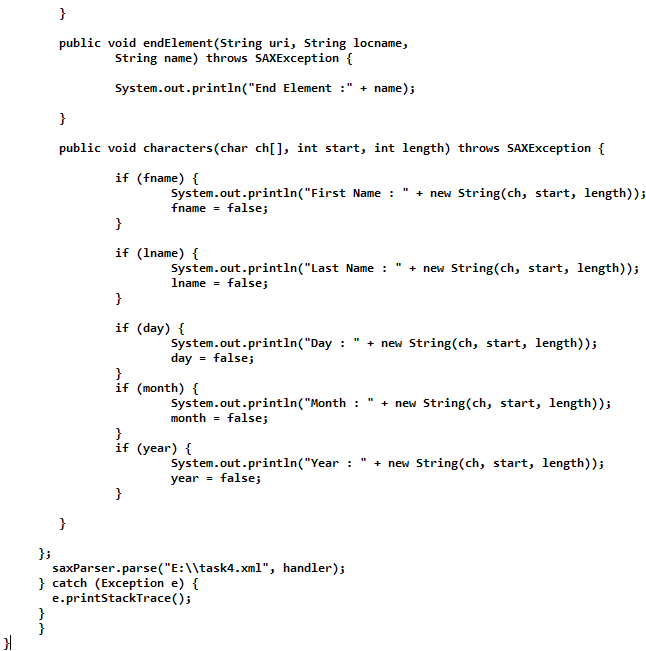 }
public void endElement(String uri, String locname,
String name) throws SAXException {
System.out.println("End Element :" + name);
}
public void characters(char ch[], int start, int length) throws SAXException {
if (fname) {
System.out.println("First Name : " + new String(ch, start, length));
fname = false;
}
if (lname) {
System.out.println("Last Name : " + new String(ch, start, length));
lname = false;
}
if (day) {
System.out.println("Day : " + new String(ch, start, length));
day = false;
}
if (month) {
System.out.println("Month : " + new String(ch, start, length));
month = false;
}
if (year) {
System.out.println("Year : " + new String(ch, start, length));
year = false;
}
}
};
saxParser.parse("E:\\task4.xml", handler);
} catch (Exception e) {
e.printStackTrace();
}
}
}